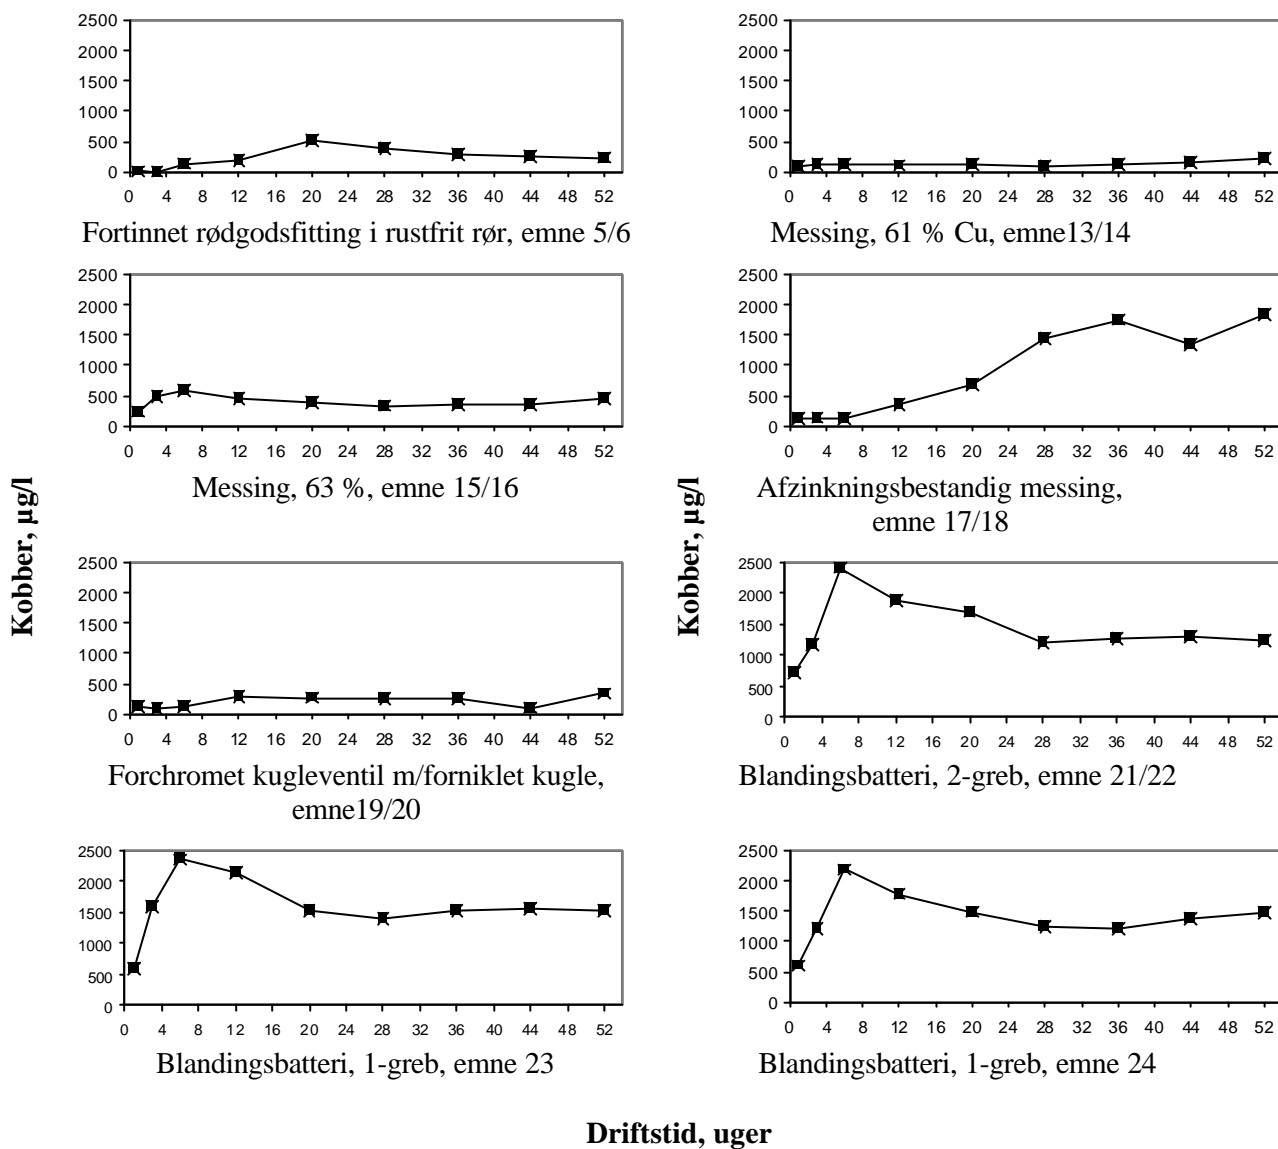 2500 2000 1500 1000 500 0
0 4 8 12 16 20 24 28 32 36 40 44 48 52
Fortinnet rødgodsfitting i rustfrit rør, emne 5/6
2500 2000 1500 1000 500 0
0 4 8 12 16 20 24 28 32 36 40 44 48 52
Messing, 61 % Cu, emne13/14
2500 2000 1500 1000 500 0
0 4 8 12 16 20 24 28 32 36 40 44 48 52
Messing, 63 %, emne 15/16
2500 2000 1500 1000 500 0
0 4 8 12 16 20 24 28 32 36 40 44 48 52
Afzinkningsbestandig messing,
emne 17/18
Kobber, µg/l
Kobber, µg/l
2500 2000 1500 1000 500 0
0 4 8 12 16 20 24 28 32 36 40 44 48 52
Forchromet kugleventil m/forniklet kugle,
emne19/20
2500 2000 1500 1000 500 0
0 4 8 12 16 20 24 28 32 36 40 44 48 52
Blandingsbatteri, 2-greb, emne 21/22
2500 2000 1500 1000 500 0
0 4 8 12 16 20 24 28 32 36 40 44 48 52
Blandingsbatteri, 1-greb, emne 23
2500 2000 1500 1000 500 0
0 4 8 12 16 20 24 28 32 36 40 44 48 52
Blandingsbatteri, 1-greb, emne 24
Driftstid, uger